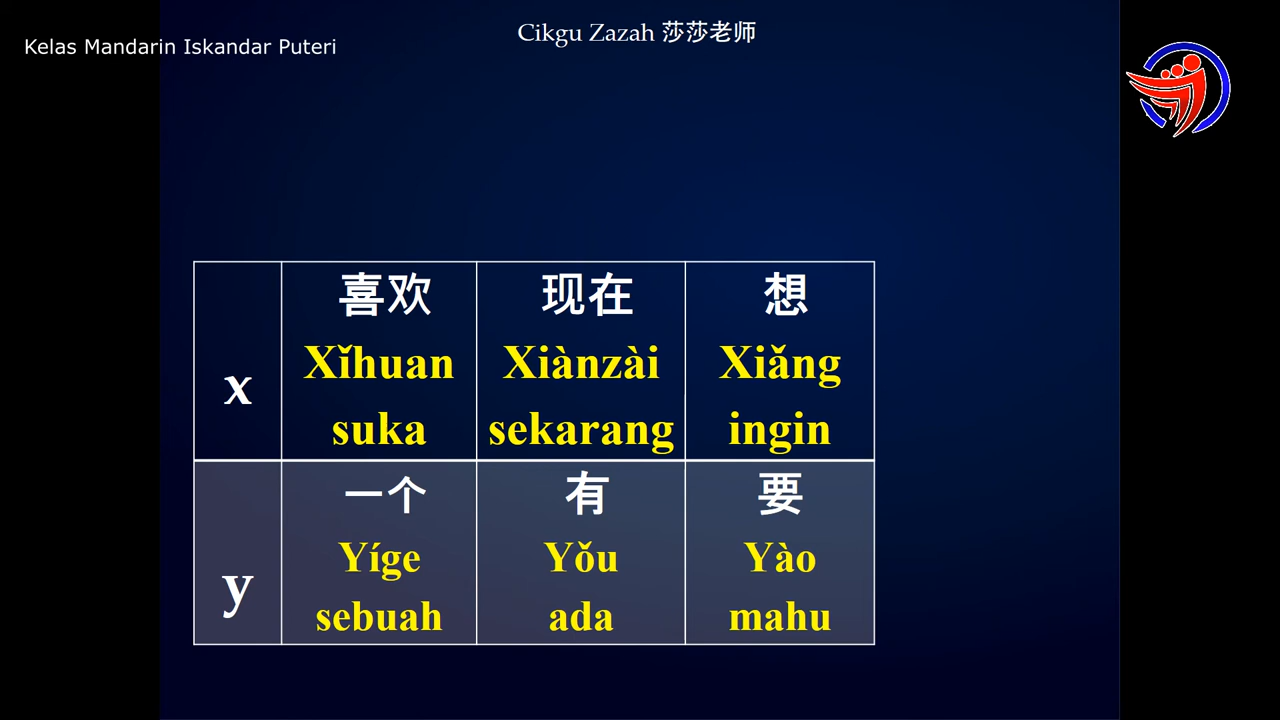 Cikgu Zazah 莎莎老师
Kelas Mandarin Iskandar Puteri
x
喜欢
Xǐhuan
suka
现在
Xiànzài
sekarang
想
Xiǎng
ingin
y
一个
Yíge
sebuah
有
Yǒu
ada
要
Yào
mahu